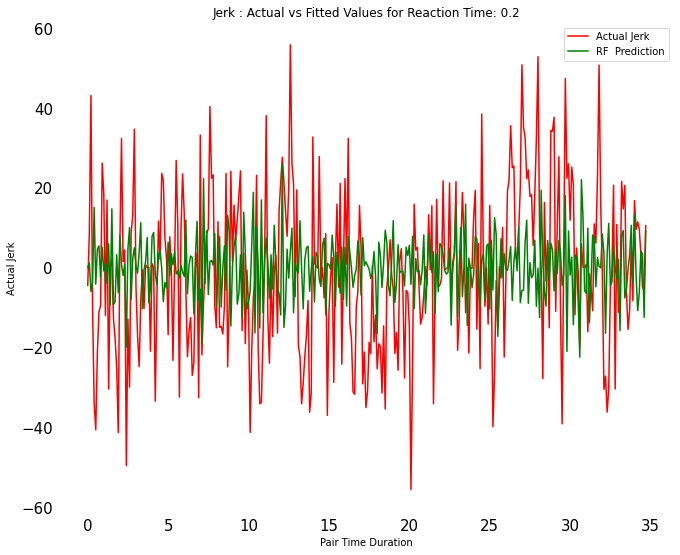 Jerk : Actual vs Fitted Values for Reaction Time: 0.2
Actual Jerk
RF  Prediction
60
40
20
0
−20
−40
−60
Actual Jerk
0 5 10 15 20 25 30 35
Pair Time Duration